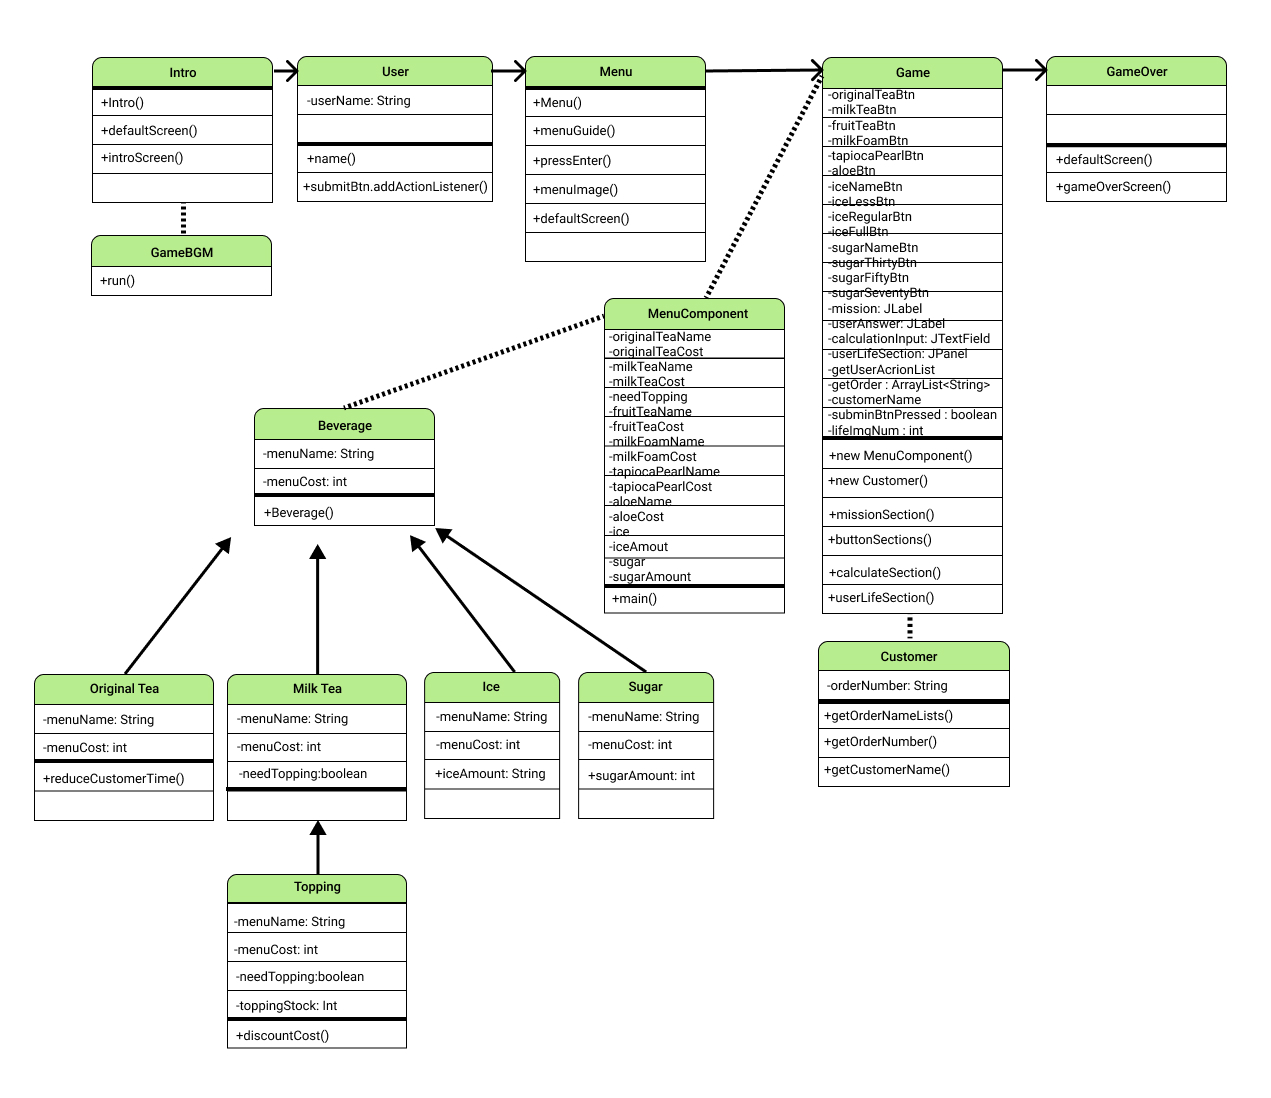 Intro
+Intro()
+defaultScreen()
+introScreen()
GameBGM
+run()
User
-userName: String
+name()
+submitBtn.addActionListener()
Menu
+Menu()
+menuGuide()
+pressEnter()
+menuImage()
+defaultScreen()
Game
-originalTeaBtn
-milkTeaBtn
-fruitTeaBtn
-milkFoamBtn
-tapiocaPearlBtn
-aloeBtn
-iceNameBtn
-iceLessBtn
-iceRegularBtn
-iceFullBtn
-sugarNameBtn
-sugarThirtyBtn
-sugarFiftyBtn
-sugarSeventyBtn
-mission: JLabel
-userAnswer: JLabel
-calculationInput: JTextField
-userLifeSection: JPanel
-getUserAcrionList
-getOrder : ArrayList<String>
-customerName
-subminBtnPressed : boolean
-lifeImgNum : int
+new MenuComponent()
+new Customer()
+missionSection()
+buttonSections()
+calculateSection()
+userLifeSection()
GameOver
+defaultScreen()
+gameOverScreen()
MenuComponent
-originalTeaName
-originalTeaCost
-milkTeaName
-milkTeaCost
-needTopping
-fruitTeaName
-fruitTeaCost
-milkFoamName
-milkFoamCost
-tapiocaPearlName
-tapiocaPearlCost
-aloeName
-aloeCost
-ice
-iceAmout
-sugar
-sugarAmount
+main()
Beverage
-menuName: String
-menuCost: int
+Beverage()
Customer
-orderNumber: String
+getOrderNameLists()
+getOrderNumber()
+getCustomerName()
Original Tea
-menuName: String
-menuCost: int
+reduceCustomerTime()
Milk Tea
-menuName: String
-menuCost: int
-needTopping:boolean
Ice
-menuName: String
-menuCost: int
+iceAmount: String
Sugar
-menuName: String
-menuCost: int
+sugarAmount: int
Topping
-menuName: String
-menuCost: int
-needTopping:boolean
-toppingStock: Int
+discountCost()